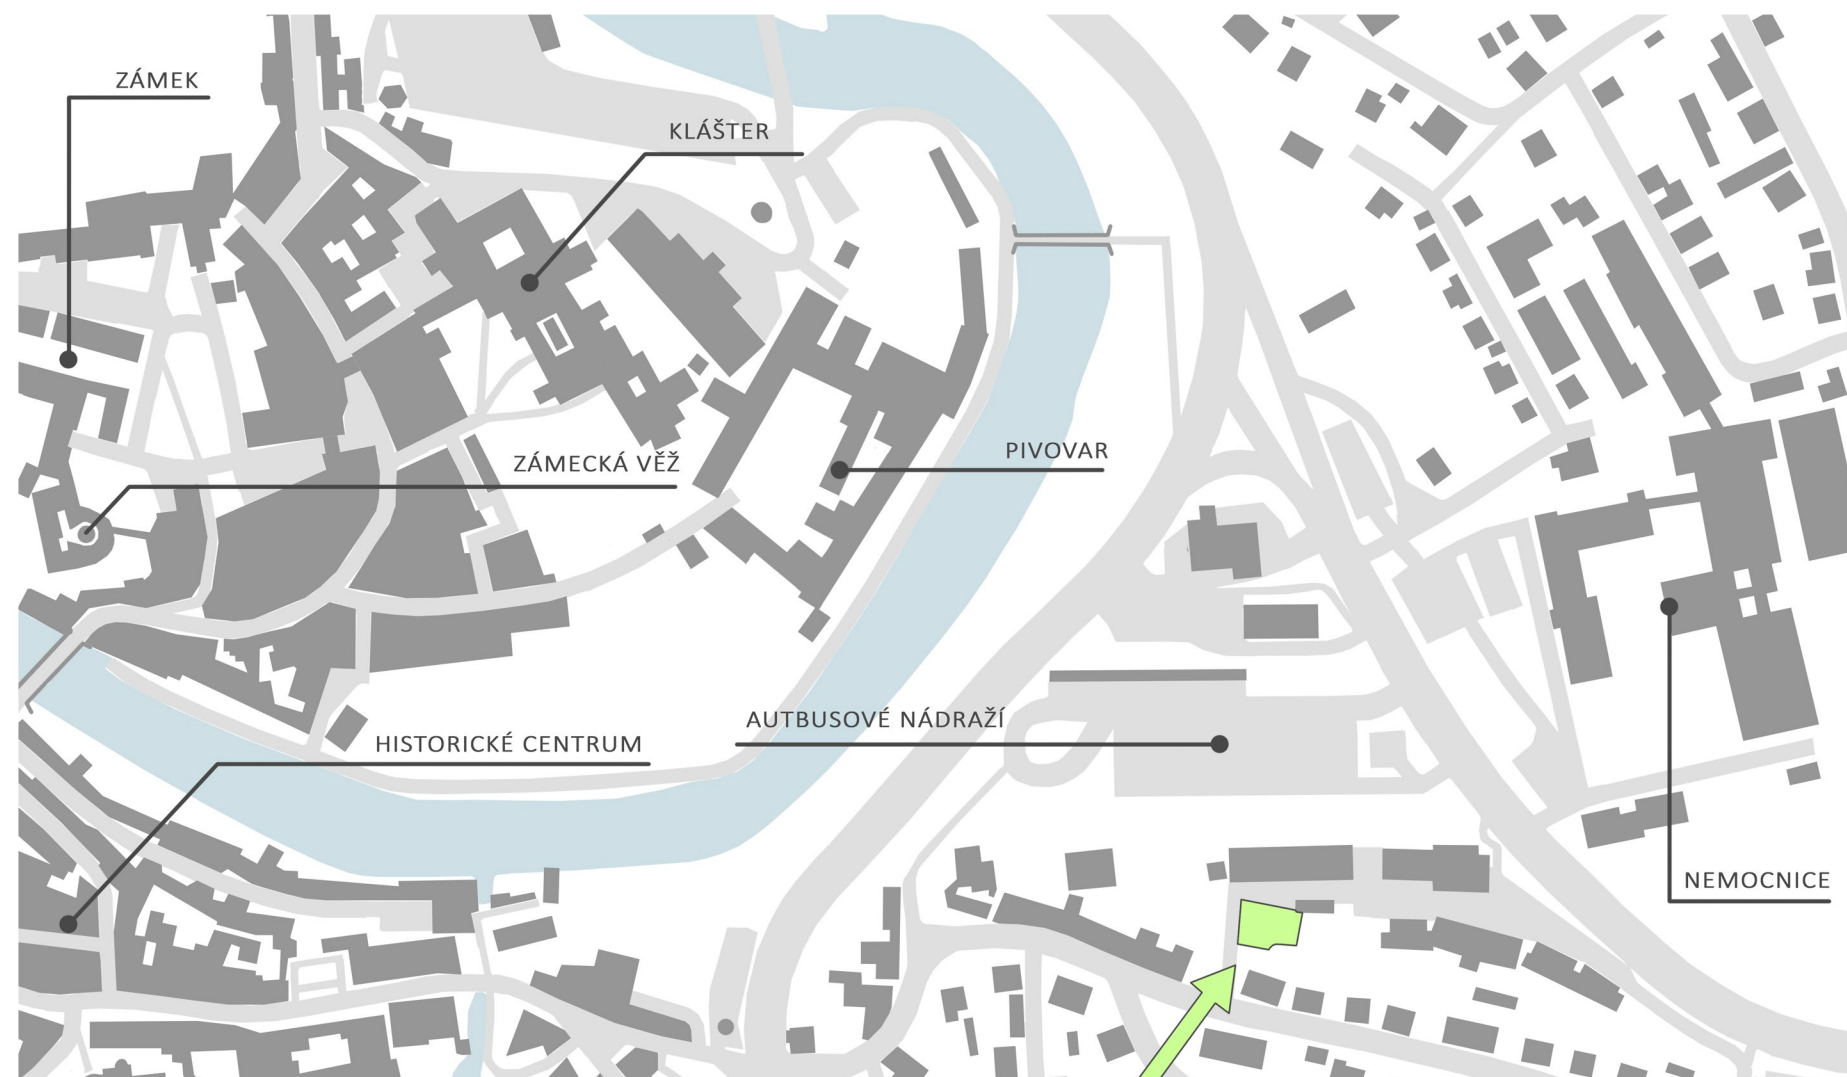 ZÁMEK
KLÁŠTER
ZÁMECKÁ VĚŽ
PIVOVAR
AUTBUSOVÉ NÁDRAŽÍ
HISTORICKÉ CENTRUM
NEMOCNICE